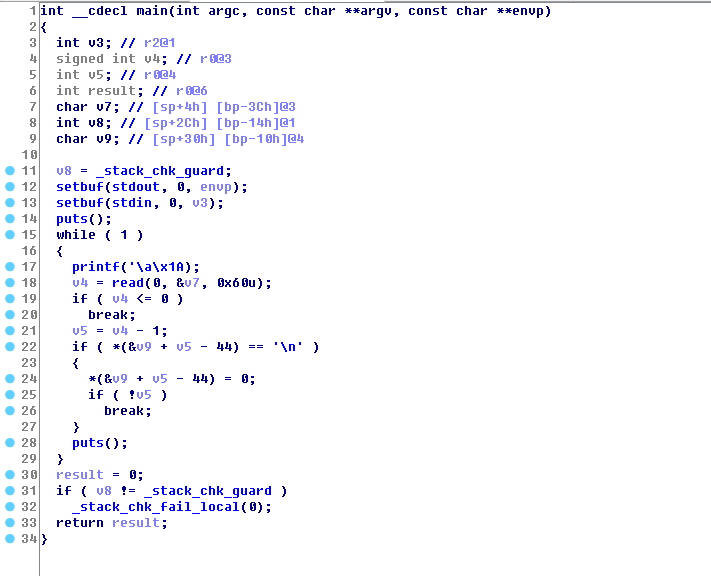 1 int __cdecl main(int argc, const char **argv, const char **envp)
2 {
3   int v3; // r2@1
4   signed int v4; // r0@3
5   int v5; // r0@4
6   int result; // r0@6
7   char v7; // [sp+4h] [bp-3Ch]@3
8   int v8; // [sp+2Ch] [bp-14h]@1
9   char v9; // [sp+30h] [bp-10h]@4
10
11   v8 = _stack_chk_guard;
12   setbuf(stdout, 0, envp);
13   setbuf(stdin, 0, v3);
14   puts();
15   while ( 1 )
16   {
17     printf('\a\x1A);
18     v4 = read(0, &v7, 0x60u);
19     if ( v4 <= 0 )
20       break;
21     v5 = v4 - 1;
22     if ( *(&v9 + v5 - 44) == '\n' )
23     {
24       *(&v9 + v5 - 44) = 0;
25       if ( !v5 )
26         break;
27     }
28     puts();
29   }
30   result = 0;
31   if ( v8 != _stack_chk_guard )
32     _stack_chk_fail_local(0);
33   return result;
34 }